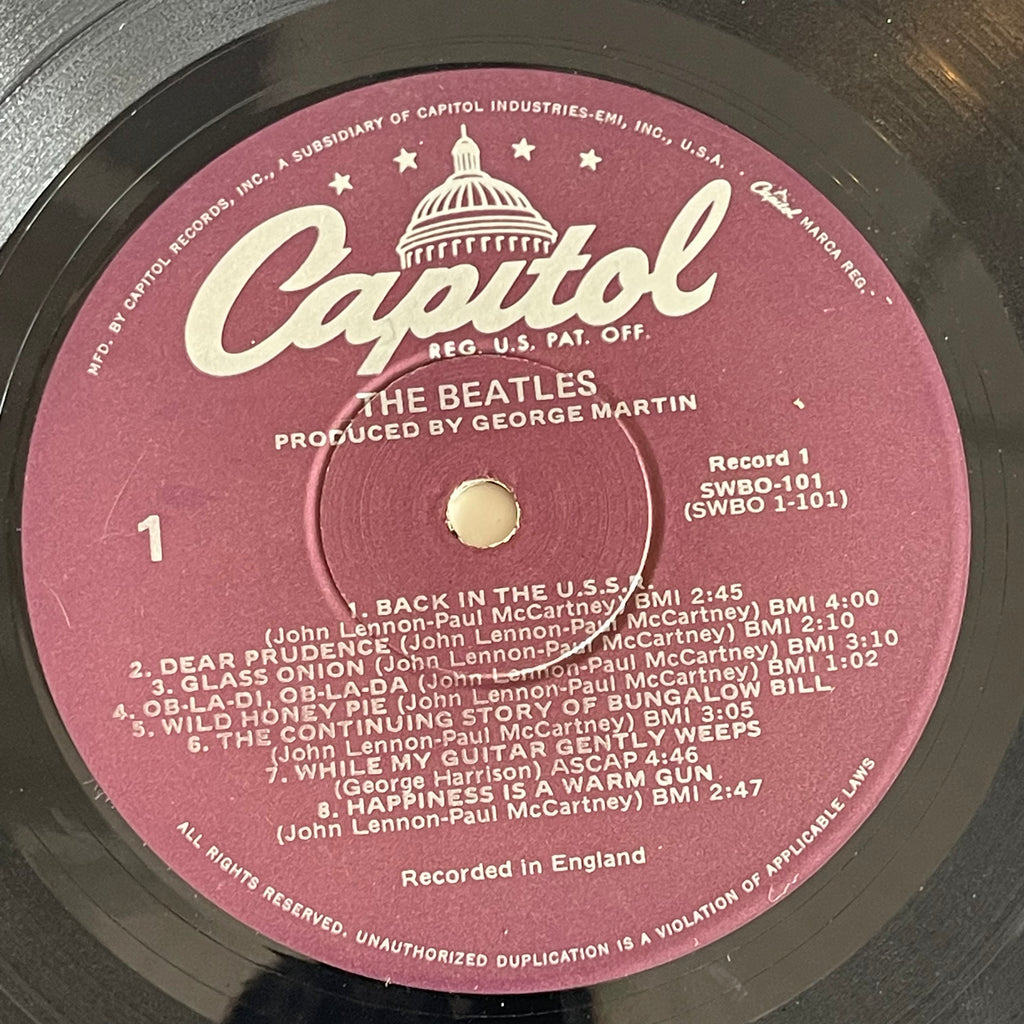 MFD. BY CAPITOL RECORDS, INC., A SUBSIDIARY OF CAPITOL INDUSTRIES-EMI, INC., U.S.A. . . Capitol MARCA REG. . 
Capitol
REG. U.S. PAT. OFF.
THE BEATLES
PRODUCED BY GEORGE MARTIN
Record 1
SWBO-101
(SWBO 1-101)
1
1. BACK IN THE U.S.S.R.
(John Lennon-Paul McCartney) BMI 2:45
2. DEAR PRUDENCE (John Lennon-Paul McCartney) BMI 4:00
3. GLASS ONION (John Lennon-Paul McCartney) BMI 2:10
4. OB-LA-DI, OB-LA-DA (John Lennon-Paul McCartney) BMI 3:10
5. WILD HONEY PIE (John Lennon-Paul McCartney) BMI 1:02
6. THE CONTINUING STORY OF BUNGALOW BILL
(John Lennon-Paul McCartney) BMI 3:05
7. WHILE MY GUITAR GENTLY WEEPS
(George Harrison) ASCAP 4:46
8. HAPPINESS IS A WARM GUN
(John Lennon-Paul McCartney) BMI 2:47
Recorded in England
ALL RIGHTS RESERVED. UNAUTHORIZED DUPLICATION IS A VIOLATION OF APPLICABLE LAWS